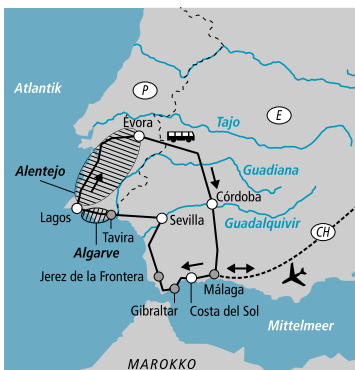 Atlantik
P
E
Tajo
Evora
Alentejo
Guadiana
Córdoba
Lagos
Sevilla
Guadalquivir
Tavira
CH
Algarve
Jerez de la Frontera
Málaga
Gibraltar
Costa del Sol
Mittelmeer
MAROKKO